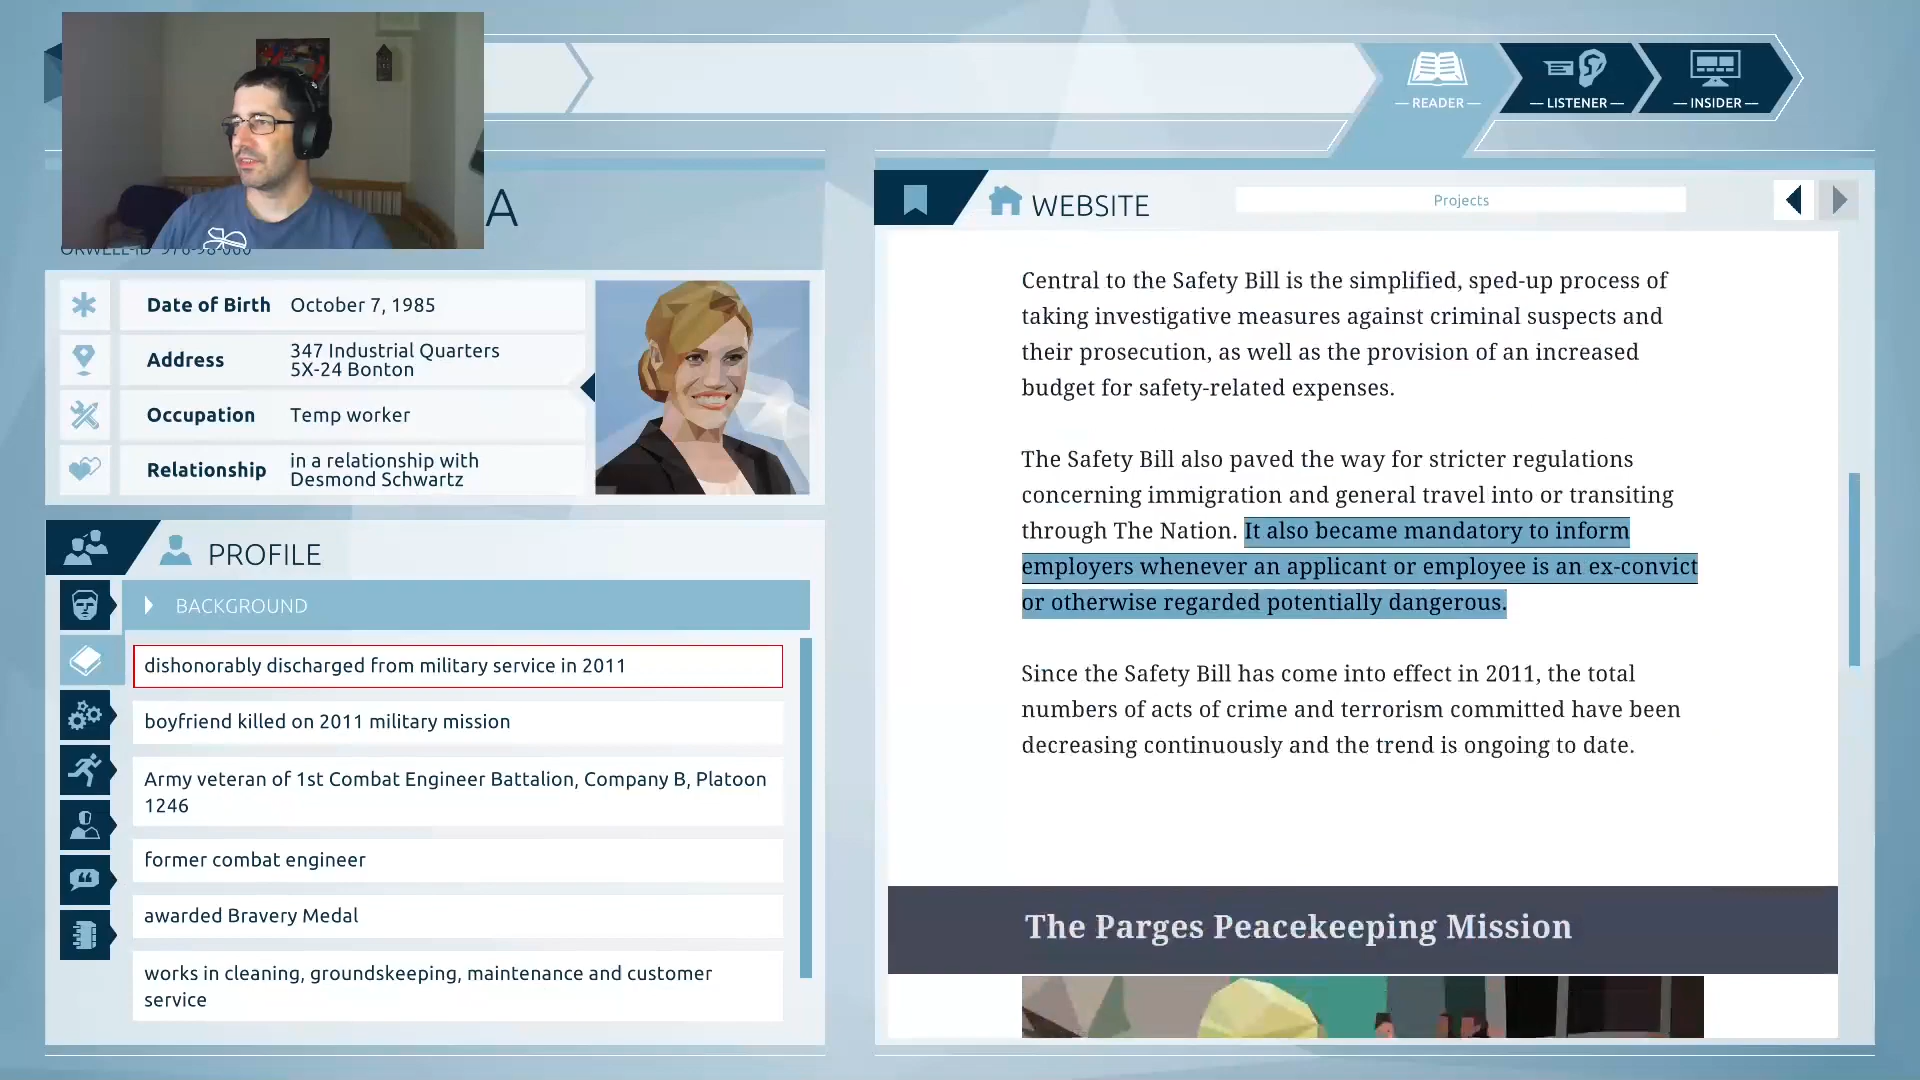 READER
LISTENER
INSIDER
A
Date of Birth October 7, 1985
Address 347 Industrial Quarters
5X-24 Bonton
Occupation Temp worker
Relationship in a relationship with
Desmond Schwartz
PROFILE
BACKGROUND
dishonorably discharged from military service in 2011
boyfriend killed on 2011 military mission
Army veteran of 1st Combat Engineer Battalion, Company B, Platoon
1246
former combat engineer
awarded Bravery Medal
works in cleaning, groundskeeping, maintenance and customer
service
WEBSITE
Projects
Central to the Safety Bill is the simplified, sped-up process of
taking investigative measures against criminal suspects and
their prosecution, as well as the provision of an increased
budget for safety-related expenses.
The Safety Bill also paved the way for stricter regulations
concerning immigration and general travel into or transiting
through The Nation. It also became mandatory to inform
employers whenever an applicant or employee is an ex-convict
or otherwise regarded potentially dangerous.
Since the Safety Bill has come into effect in 2011, the total
numbers of acts of crime and terrorism committed have been
decreasing continuously and the trend is ongoing to date.
The Parges Peacekeeping Mission